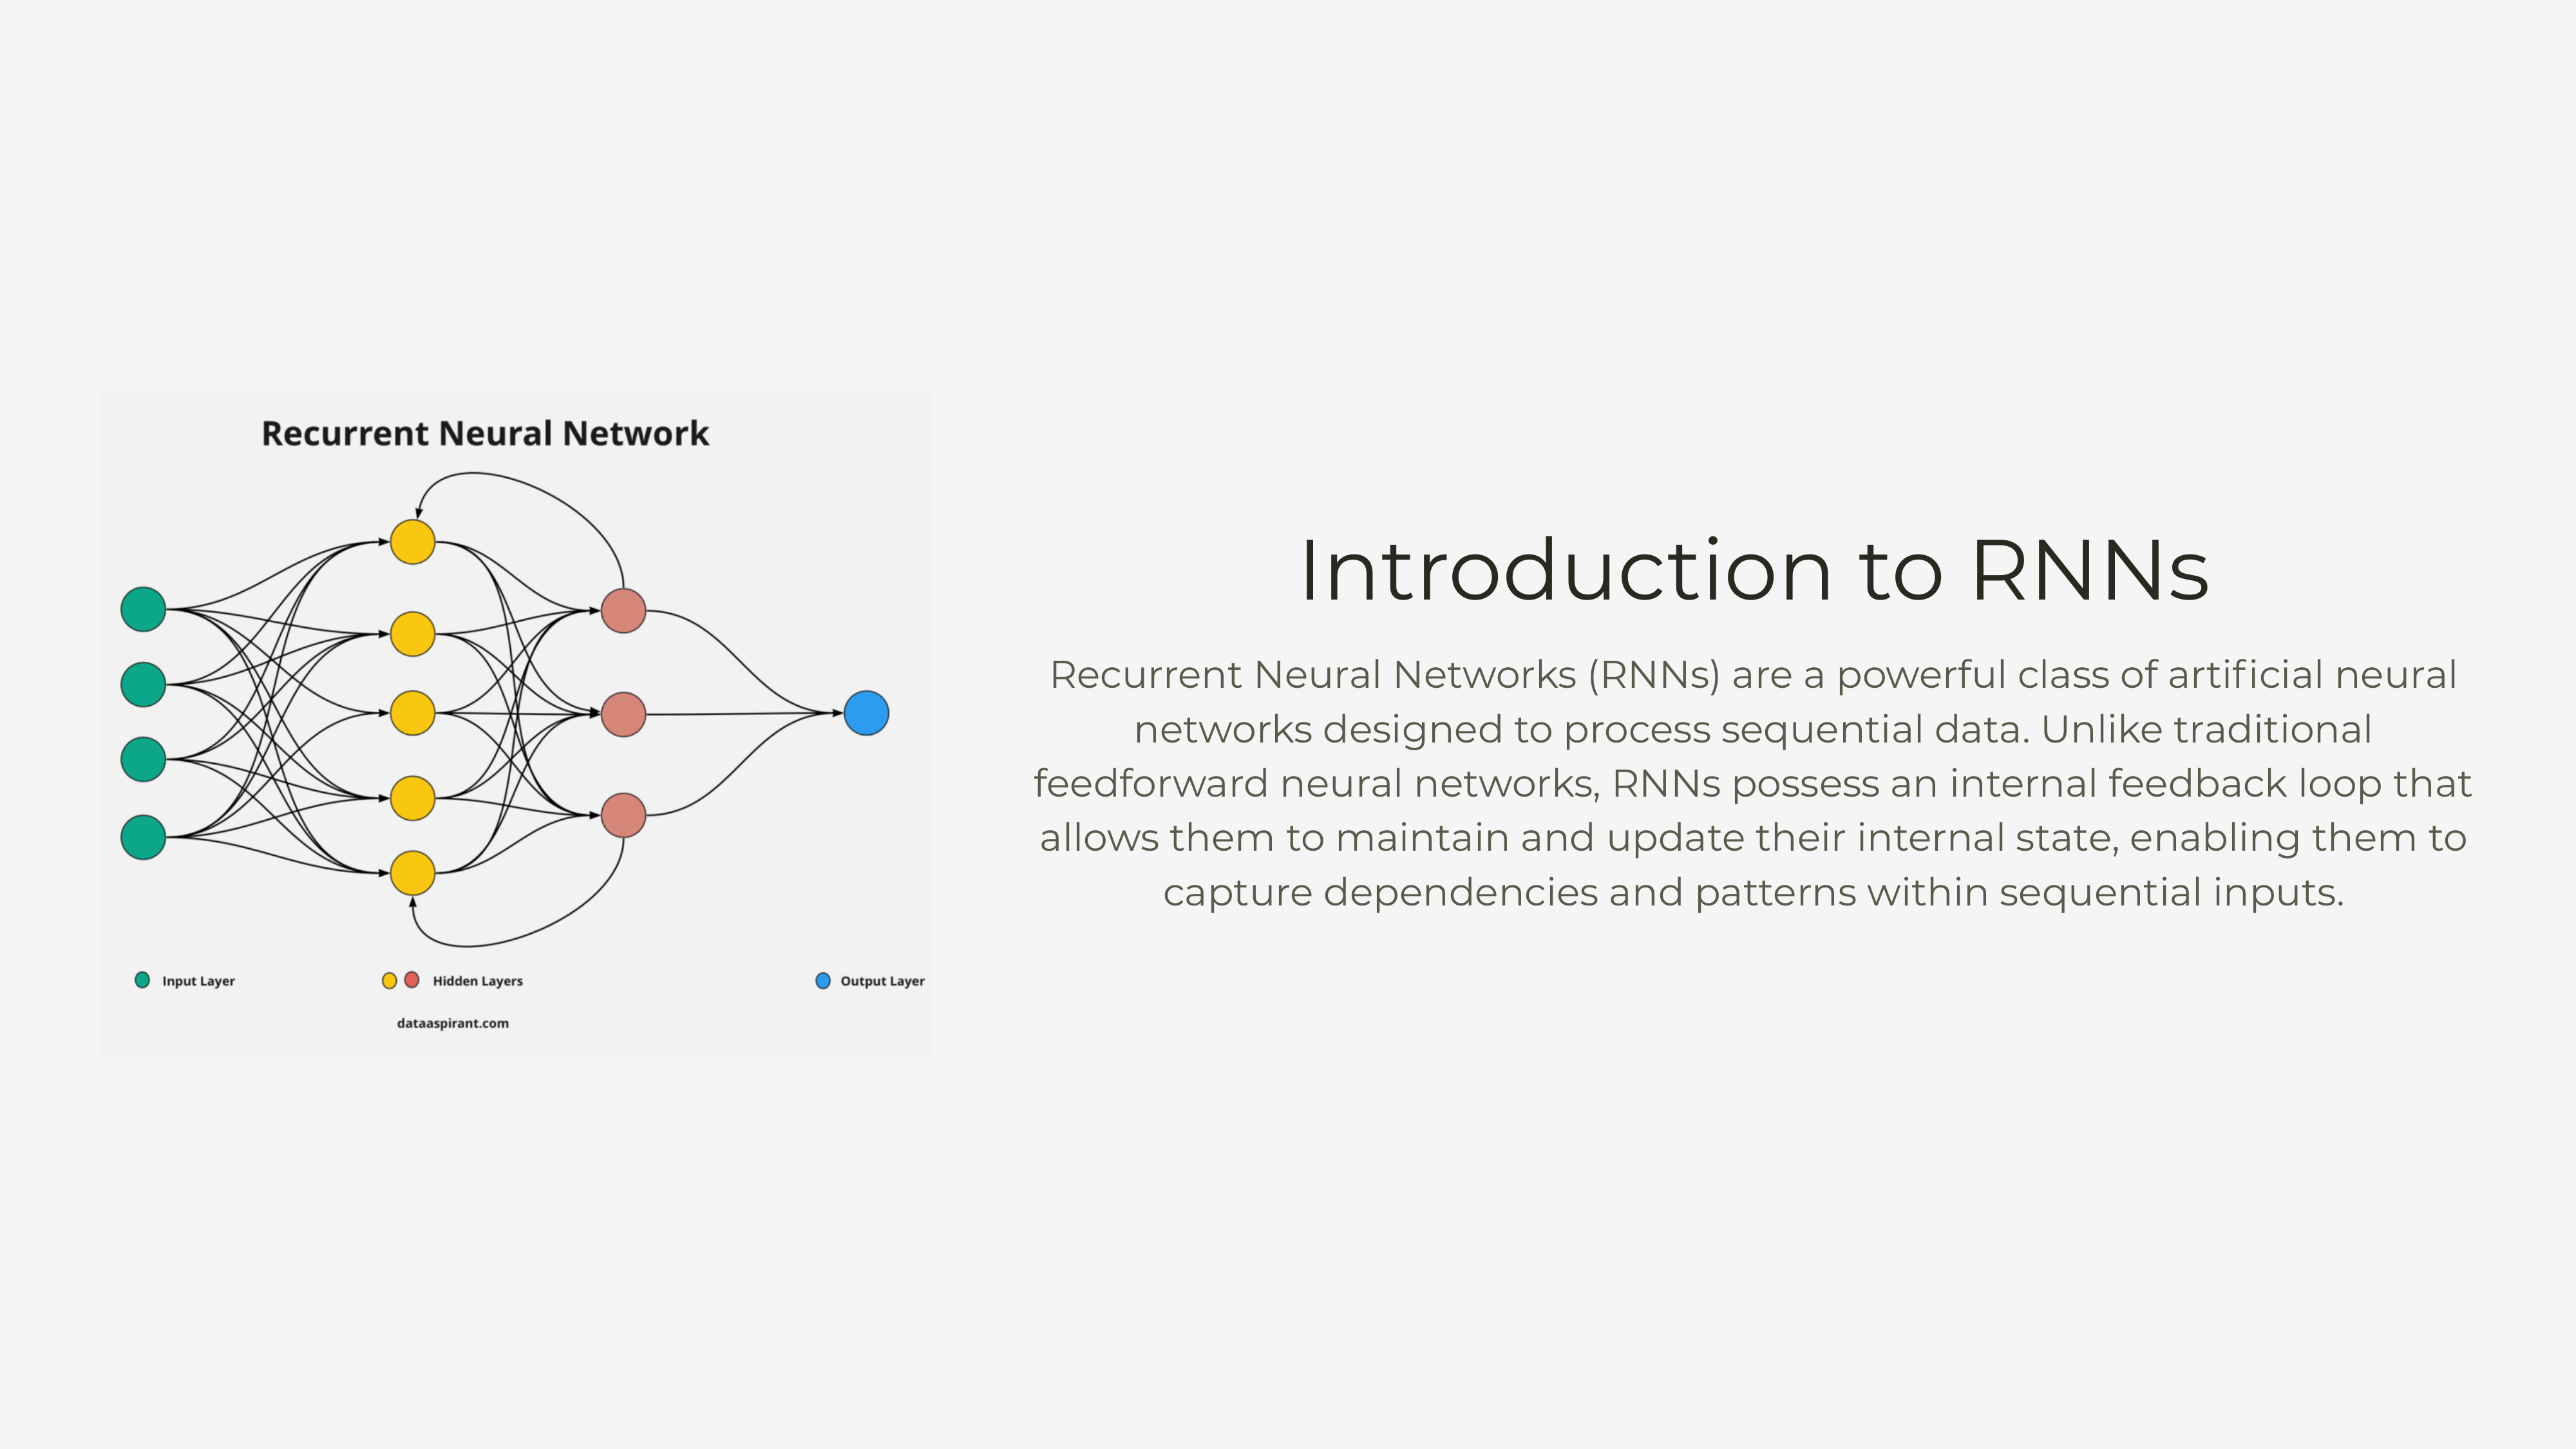 Recurrent Neural Network
Input Layer
Hidden Layers
Output Layer
dataaspirant.com
Introduction to RNNs
Recurrent Neural Networks (RNNs) are a powerful class of artificial neural
networks designed to process sequential data. Unlike traditional
feedforward neural networks, RNNs possess an internal feedback loop that
allows them to maintain and update their internal state, enabling them to
capture dependencies and patterns within sequential inputs.